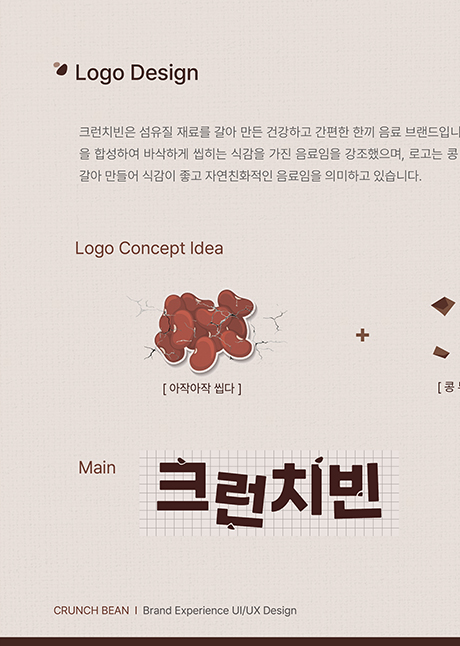 Logo Design
크런치빈은 섬유질 재료를 갈아 만든 건강하고 간편한 한끼 음료 브랜드입니
을 합성하여 바삭하게 씹히는 식감을 가진 음료임을 강조했으며, 로고는 콩
갈아 만들어 식감이 좋고 자연친화적인 음료임을 의미하고 있습니다.
Logo Concept Idea
+
[ 아작아작 씹다 ]
[ 콩
Main
크런치빈
CRUNCH BEAN I Brand Experience UI/UX Design